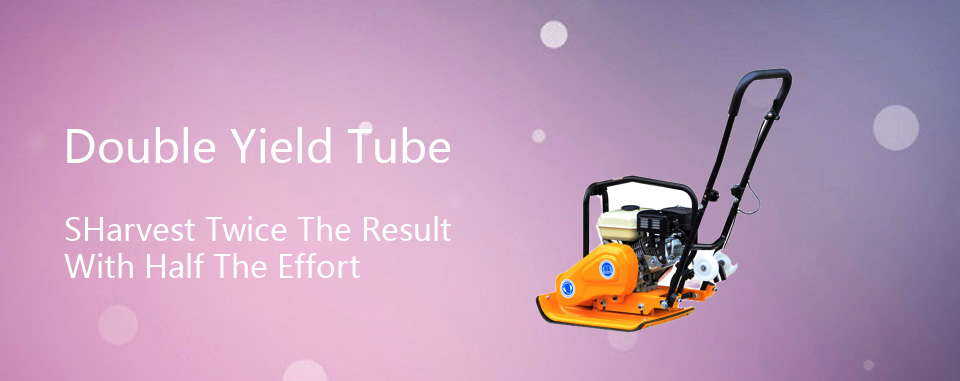 Double Yield Tube
SHarvest Twice The Result
With Half The Effort